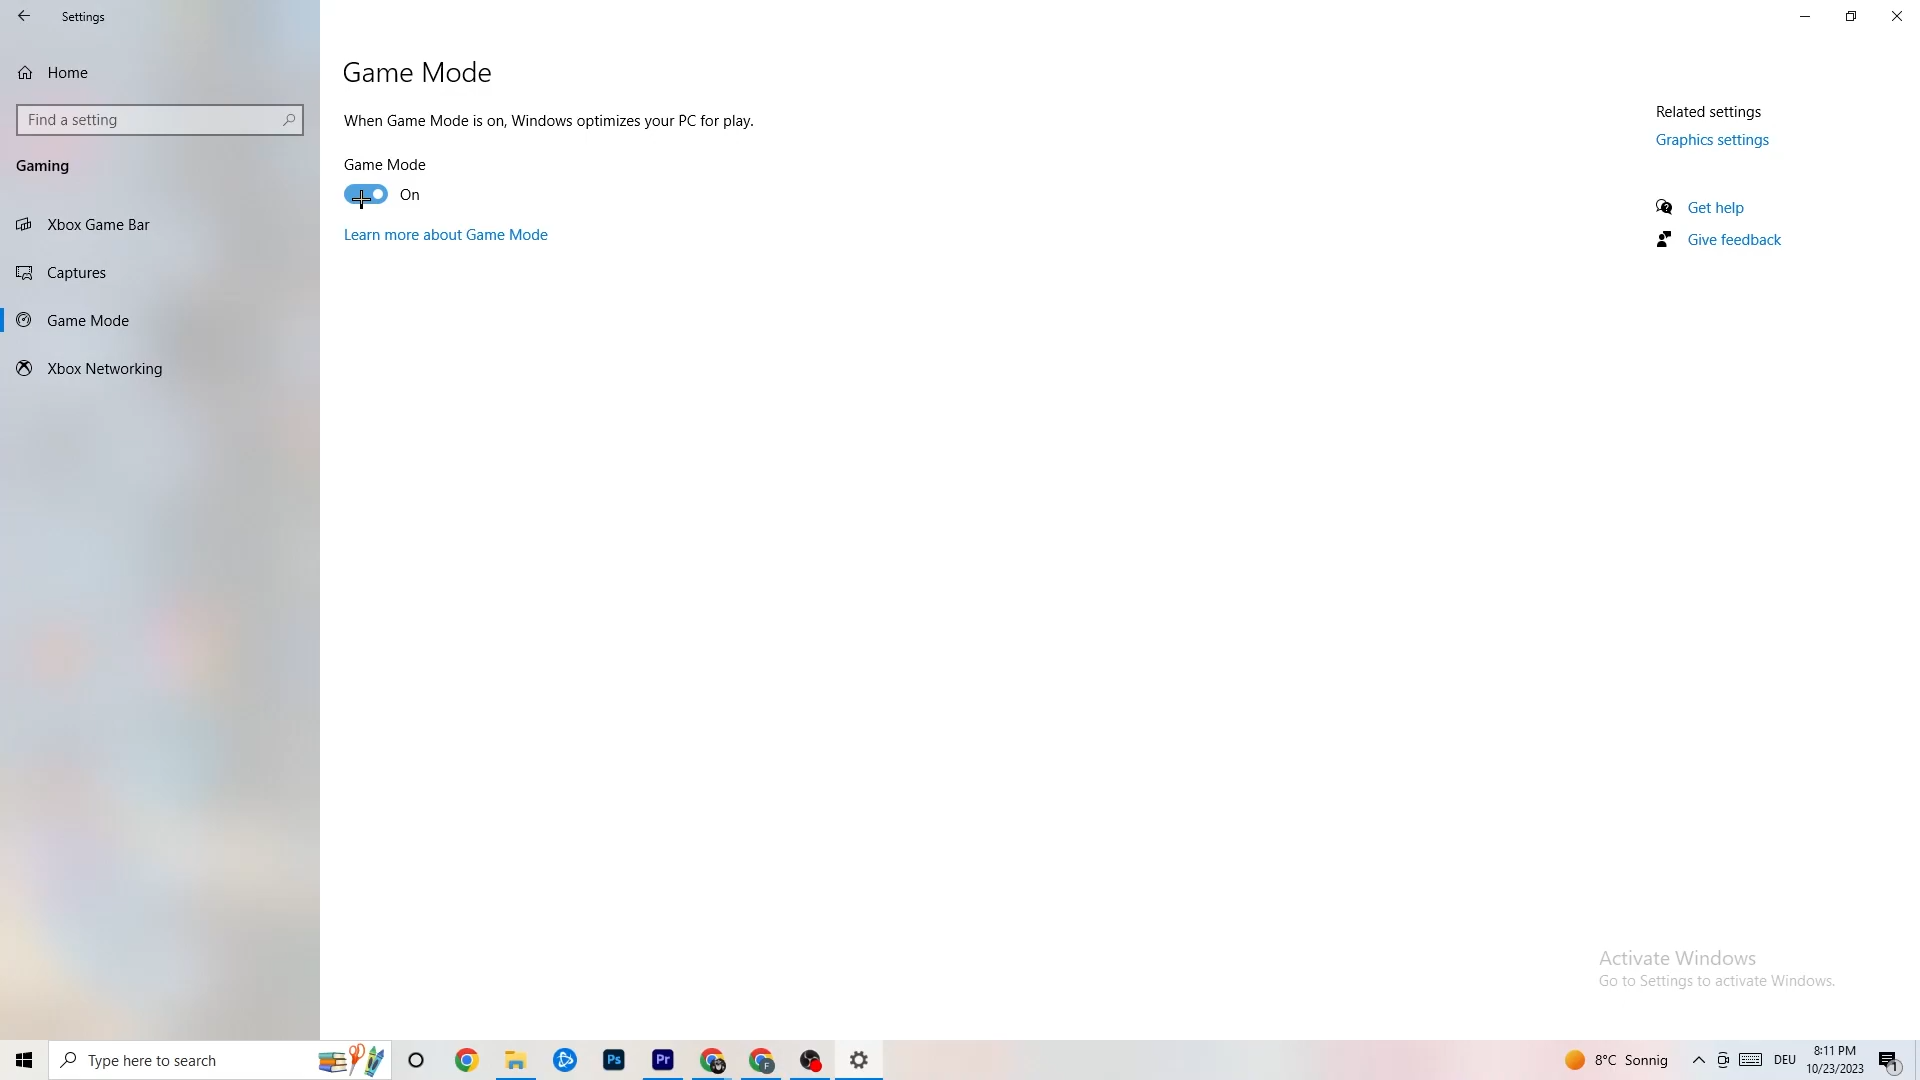 Settings
Home
Find a setting
Gaming
Xbox Game Bar
Captures
Game Mode
Xbox Networking
Game Mode
When Game Mode is on, Windows optimizes your PC for play.
Game Mode
On
Learn more about Game Mode
Related settings
Graphics settings
Get help
Give feedback
Activate Windows
Go to Settings to activate Windows.
Type here to search
Ps
Pr
F
8°C Sonnig
DEU
8:11 PM
10/23/2023
1